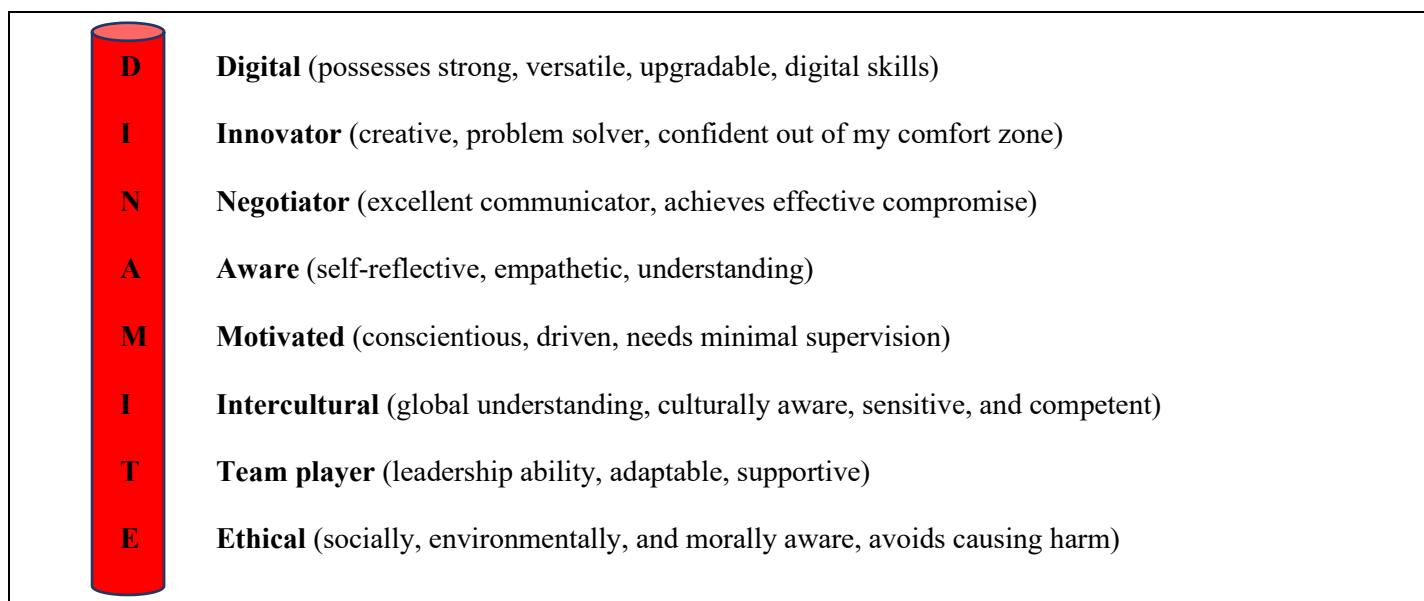 D Digital (possesses strong, versatile, upgradable, digital skills)
I Innovator (creative, problem solver, confident out of my comfort zone)
N Negotiator (excellent communicator, achieves effective compromise)
A Aware (self-reflective, empathetic, understanding)
M Motivated (conscientious, driven, needs minimal supervision)
I Intercultural (global understanding, culturally aware, sensitive, and competent)
T Team player (leadership ability, adaptable, supportive)
E Ethical (socially, environmentally, and morally aware, avoids causing harm)